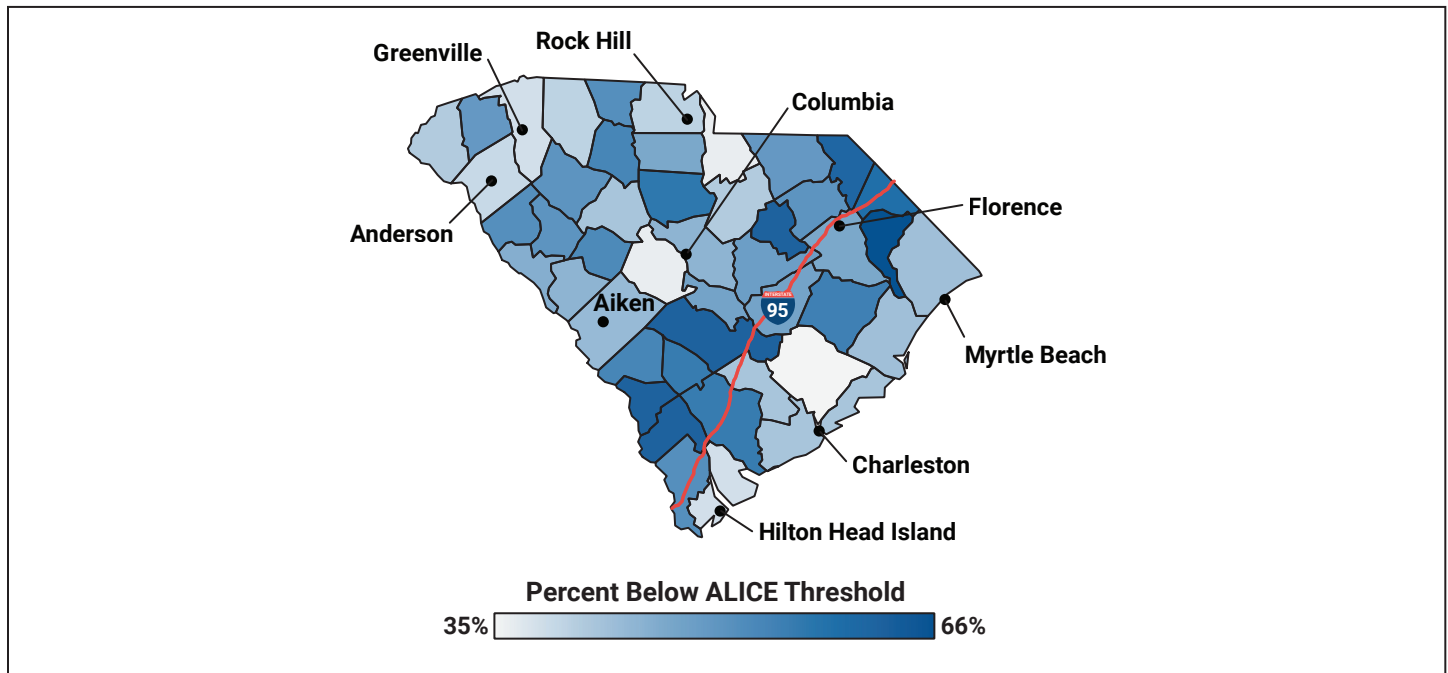 Rock Hill
Greenville
Columbia
Florence
Anderson
Aiken
INTERSTATE
95
Myrtle Beach
Charleston
Hilton Head Island
Percent Below ALICE Threshold
35%
66%